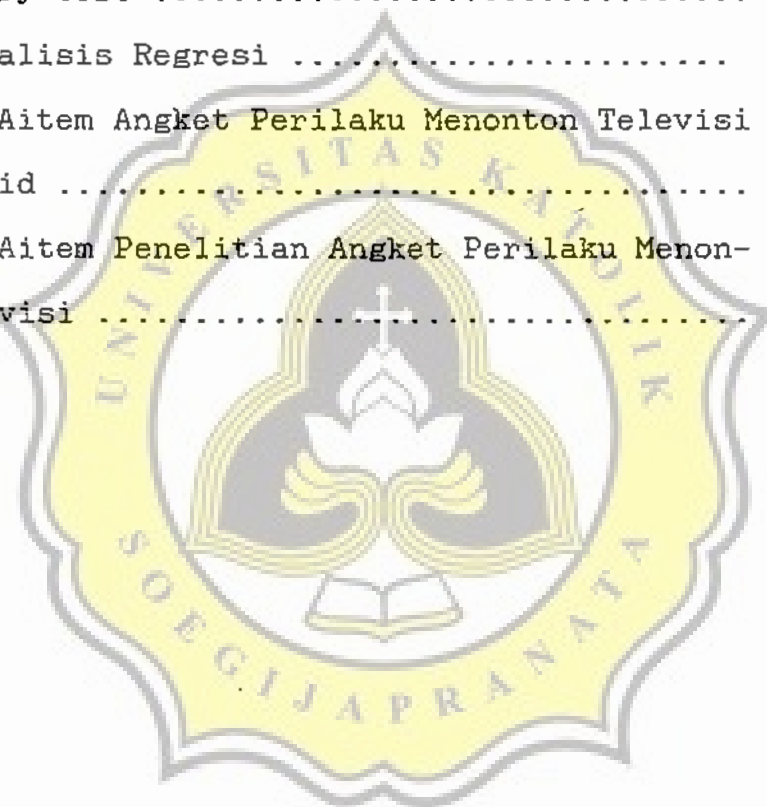 alisis Regresi .......................
Aitem Angket Perilaku Menonton Televisi
id ....................................
Aitem Penelitian Angket Perilaku Menon-
visi ..................................
UNIVERSITAS KATOLIK
SOEGIJAPRANATA